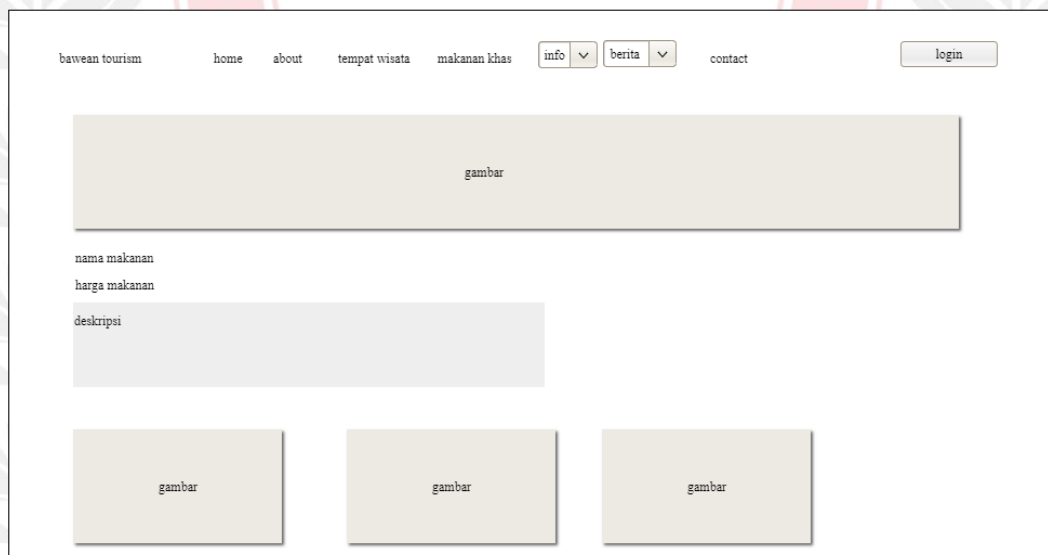 bawean tourism home about tempat wisata makanan khas info berita contact login
gambar
nama makanan
harga makanan
deskripsi
gambar gambar gambar